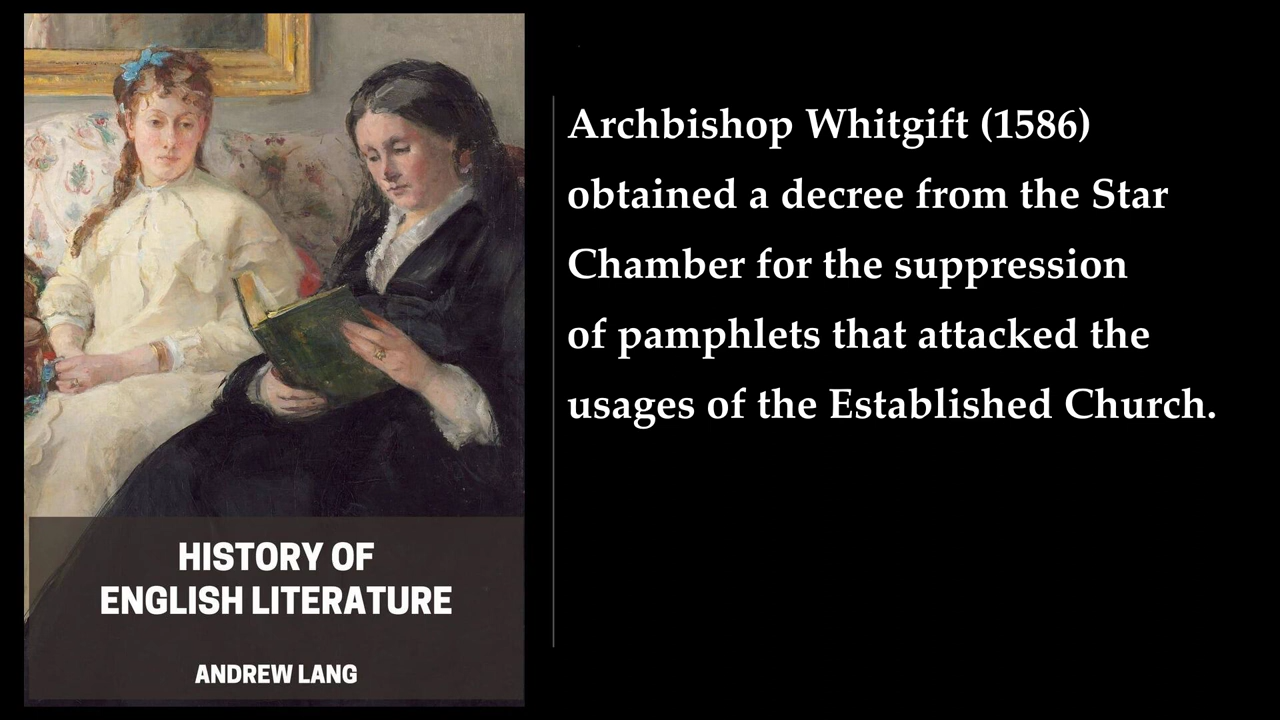 Archbishop Whitgift (1586)
obtained a decree from the Star
Chamber for the suppression
of pamphlets that attacked the
usages of the Established Church.
HISTORY OF
ENGLISH LITERATURE
ANDREW LANG